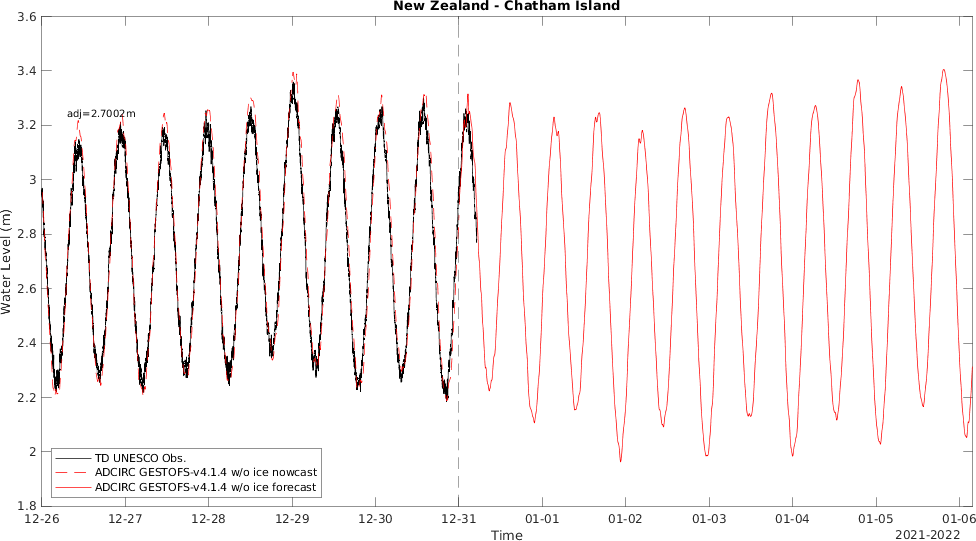 New Zealand - Chatham Island
3.6
3.4
3.2
3
2.8
2.6
2.4
2.2
2
1.8
Water Level (m)
adj=2.7002m
TD UNESCO Obs.
ADCIRC GESTOFS-v4.1.4 w/o ice nowcast
ADCIRC GESTOFS-v4.1.4 w/o ice forecast
12-26 12-27 12-28 12-29 12-30 12-31 01-01 01-02 01-03 01-04 01-05 01-06
Time
2021-2022